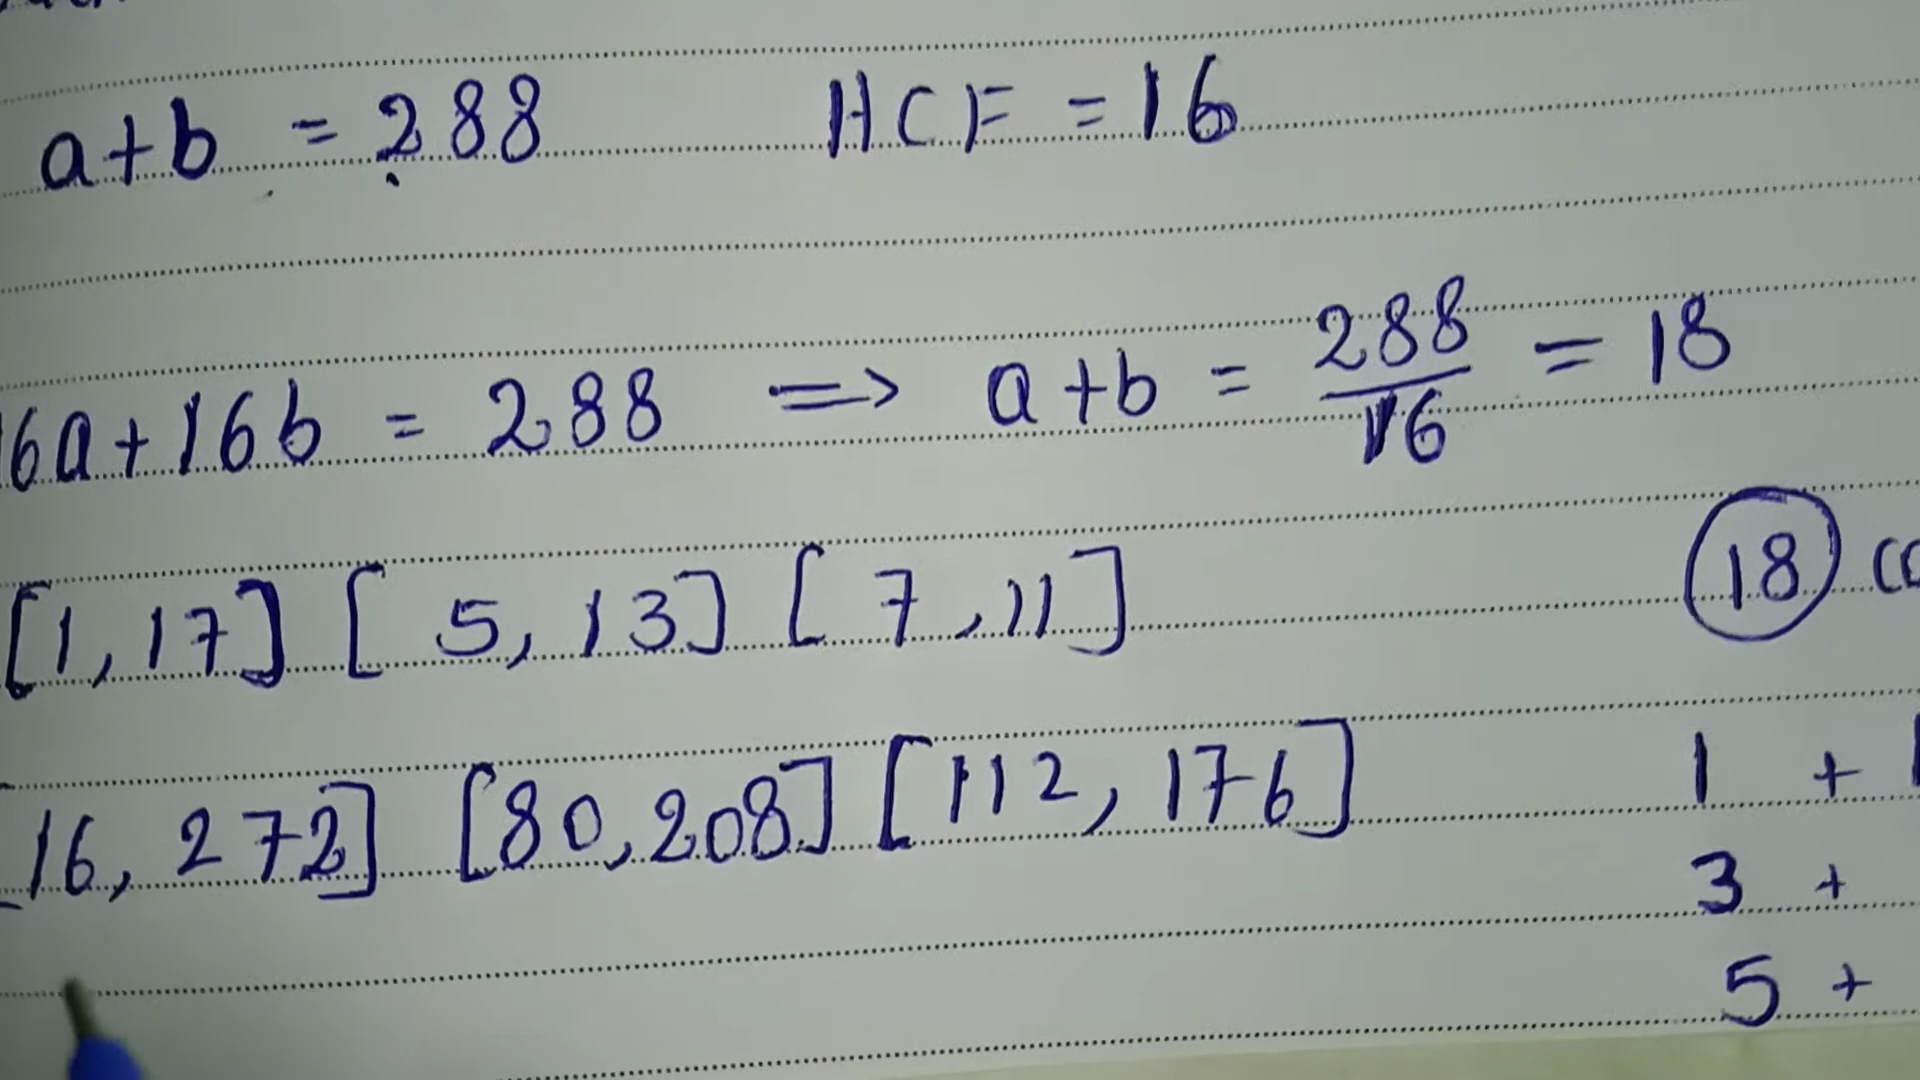 a+b = 288 HCF = 16
16a+16b = 288 => a+b = 288/16 = 18
[1,17] [5,13] [7,11] 18
[16,272] [80,208] [112,176] 1 +
3 +
5 +